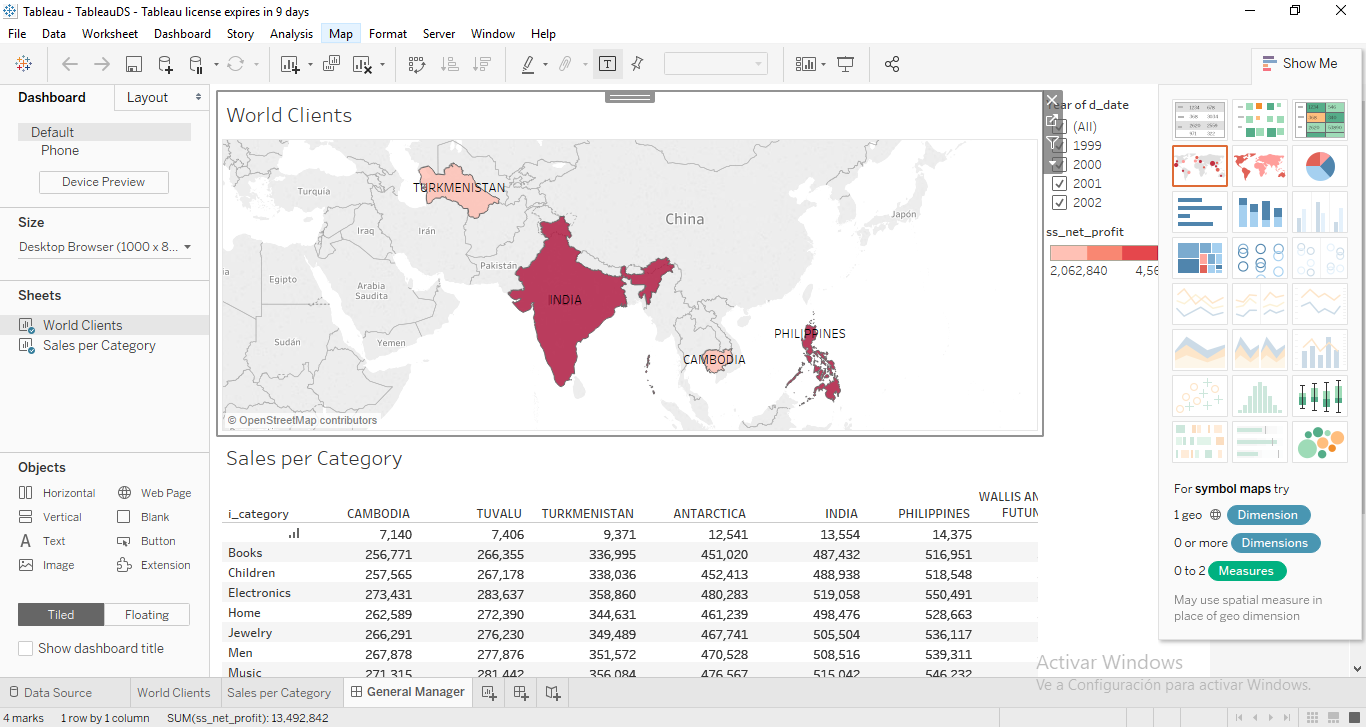 Tableau - TableauDS - Tableau license expires in 9 days
File Data Worksheet Dashboard Story Analysis Map Format Server Window Help
Show Me
Dashboard Layout
Default
Phone
Device Preview
Size
Desktop Browser (1000 x 8...
Sheets
World Clients
Sales per Category
Objects
Horizontal Web Page
Vertical Blank
Text Button
Image Extension
Tiled Floating
Show dashboard title
World Clients
TURKMENISTAN
Turquia
China
Japón
Iraq Irán
Pakistán
Egipto
Arabia
Saudita
INDIA
Sudán
Yemen
PHILIPPINES
CAMBODIA
© OpenStreetMap contributors
Year of d_date
(All)
1999
2000
2001
2002
ss_net_profit
2,062,840 4,56
Sales per Category
WALLIS AN
i_category CAMBODIA TUVALU TURKMENISTAN ANTARCTICA INDIA PHILIPPINES FUTUN
7,140 7,406 9,371 12,541 13,554 14,375
Books 256,771 266,355 336,995 451,020 487,432 516,951
Children 257,565 267,178 338,036 452,413 488,938 518,548
Electronics 273,431 283,637 358,860 480,283 519,058 550,491
Home 262,589 272,390 344,631 461,239 498,476 528,663
Jewelry 266,291 276,230 349,489 467,741 505,504 536,117
Men 267,878 277,876 351,572 470,528 508,516 539,311
Music 271,315 281,442 356,084 476,567 515,042 546,232
For symbol maps try
1 geo Dimension
0 or more Dimensions
0 to 2 Measures
May use spatial measure in
place of geo dimension
Activar Windows
Ve a Configuración para activar Windows.
Data Source World Clients Sales per Category General Manager
4 marks 1 row by 1 column SUM(ss_net_profit): 13,492,842